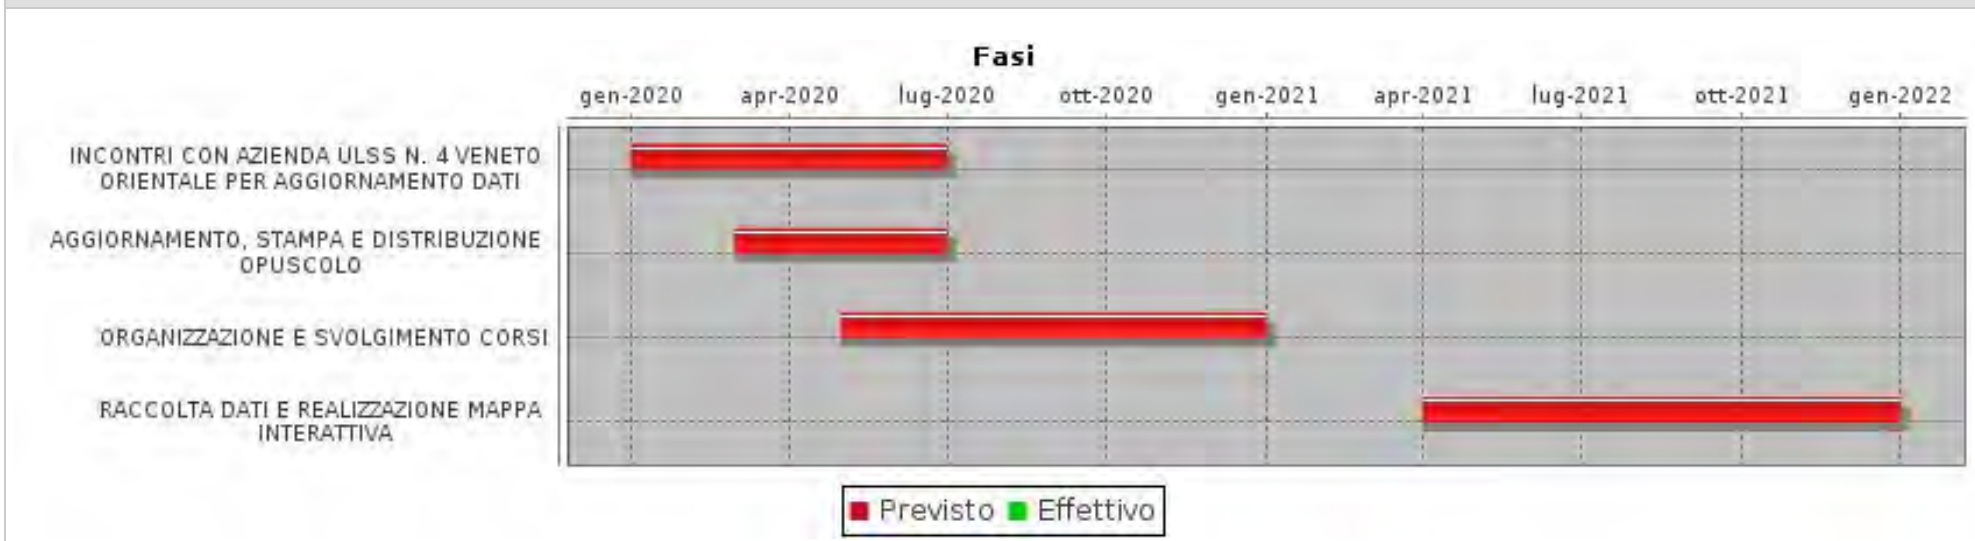 Fasi
gen-2020 apr-2020 lug-2020 ott-2020 gen-2021 apr-2021 lug-2021 ott-2021 gen-2022
INCONTRI CON AZIENDA ULSS N. 4 VENETO
ORIENTALE PER AGGIORNAMENTO DATI
AGGIORNAMENTO, STAMPA E DISTRIBUZIONE
OPUSCOLO
ORGANIZZAZIONE E SVOLGIMENTO CORSI
RACCOLTA DATI E REALIZZAZIONE MAPPA
INTERATTIVA
Previsto Effettivo